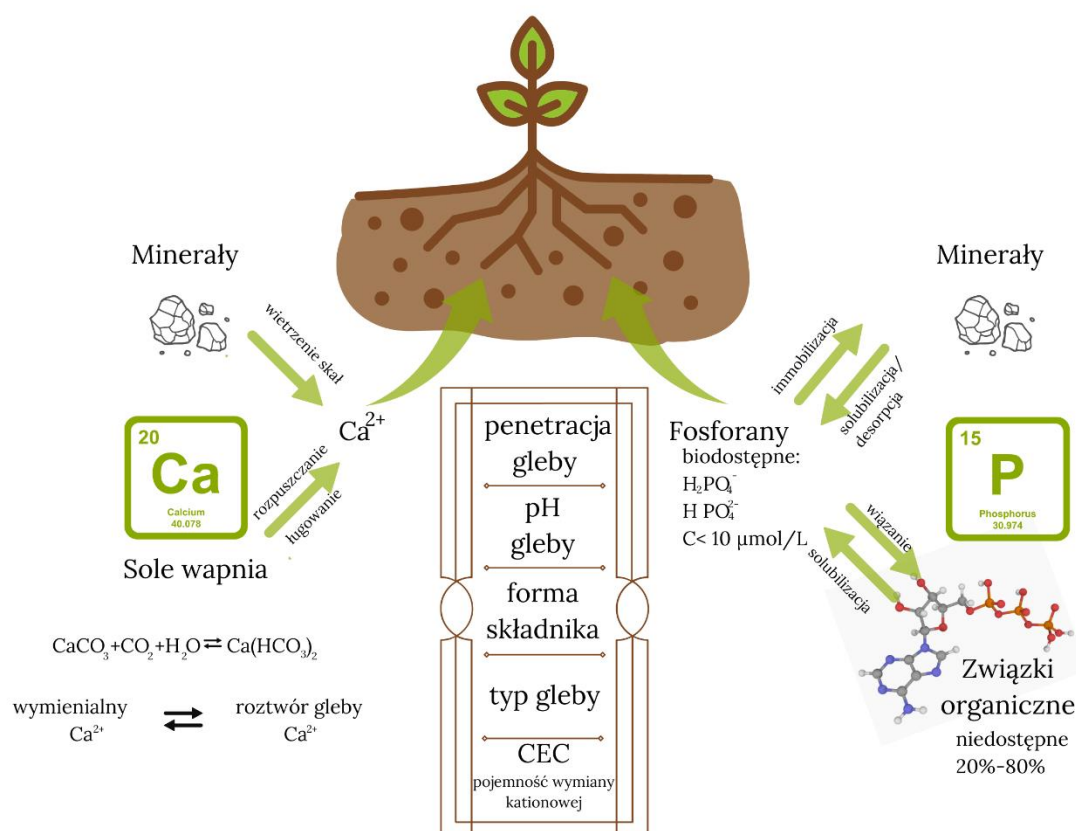 Minerały
wietrzenie skał
20
Ca
Calcium
40.078
Ca²⁺
rozpuszczanie
ługowanie
Sole wapnia
CaCO₃+CO₂+H₂O⇌Ca(HCO₃)₂
wymienialny
Ca²⁺
⇌
roztwór gleby
Ca²⁺
penetracja
gleby
pH
gleby
forma
składnika
typ gleby
CEC
pojemność wymiany
kationowej
Minerały
immobilizacja
solubilizacja/
desorpcja
Fosforany
biodostępne:
H₂PO₄⁻
H PO₄²⁻
C< 10 µmol/L
15
P
Phosphorus
30.974
wiązanie
solubilizacja
Związki
organiczne
niedostępne
20%-80%